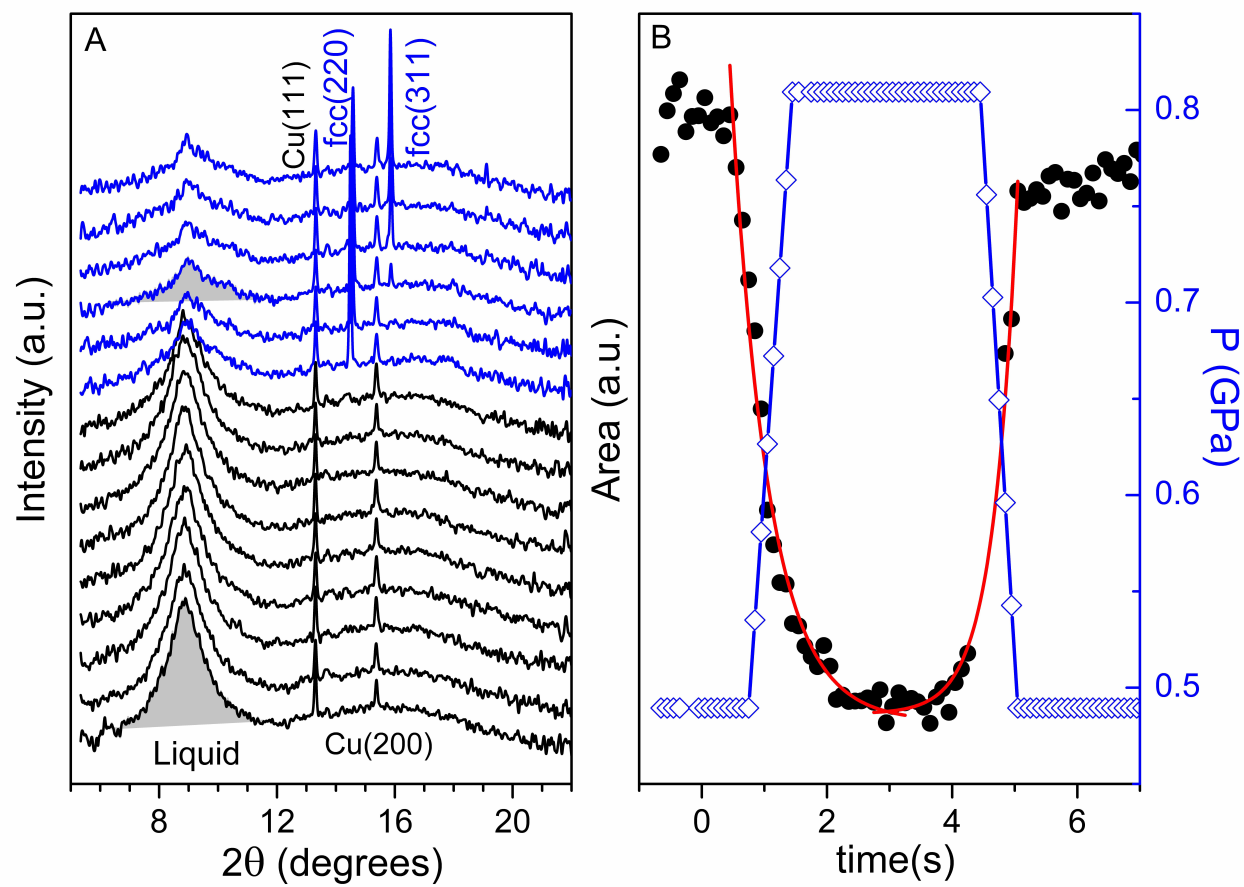 A
Cu(111)
fcc(220)
fcc(311)
Liquid
Cu(200)
Intensity (a.u.)
8
12
16
20
2θ (degrees)
B
Area (a.u.)
0.8
0.7
0.6
0.5
P (GPa)
0
2
4
6
time(s)